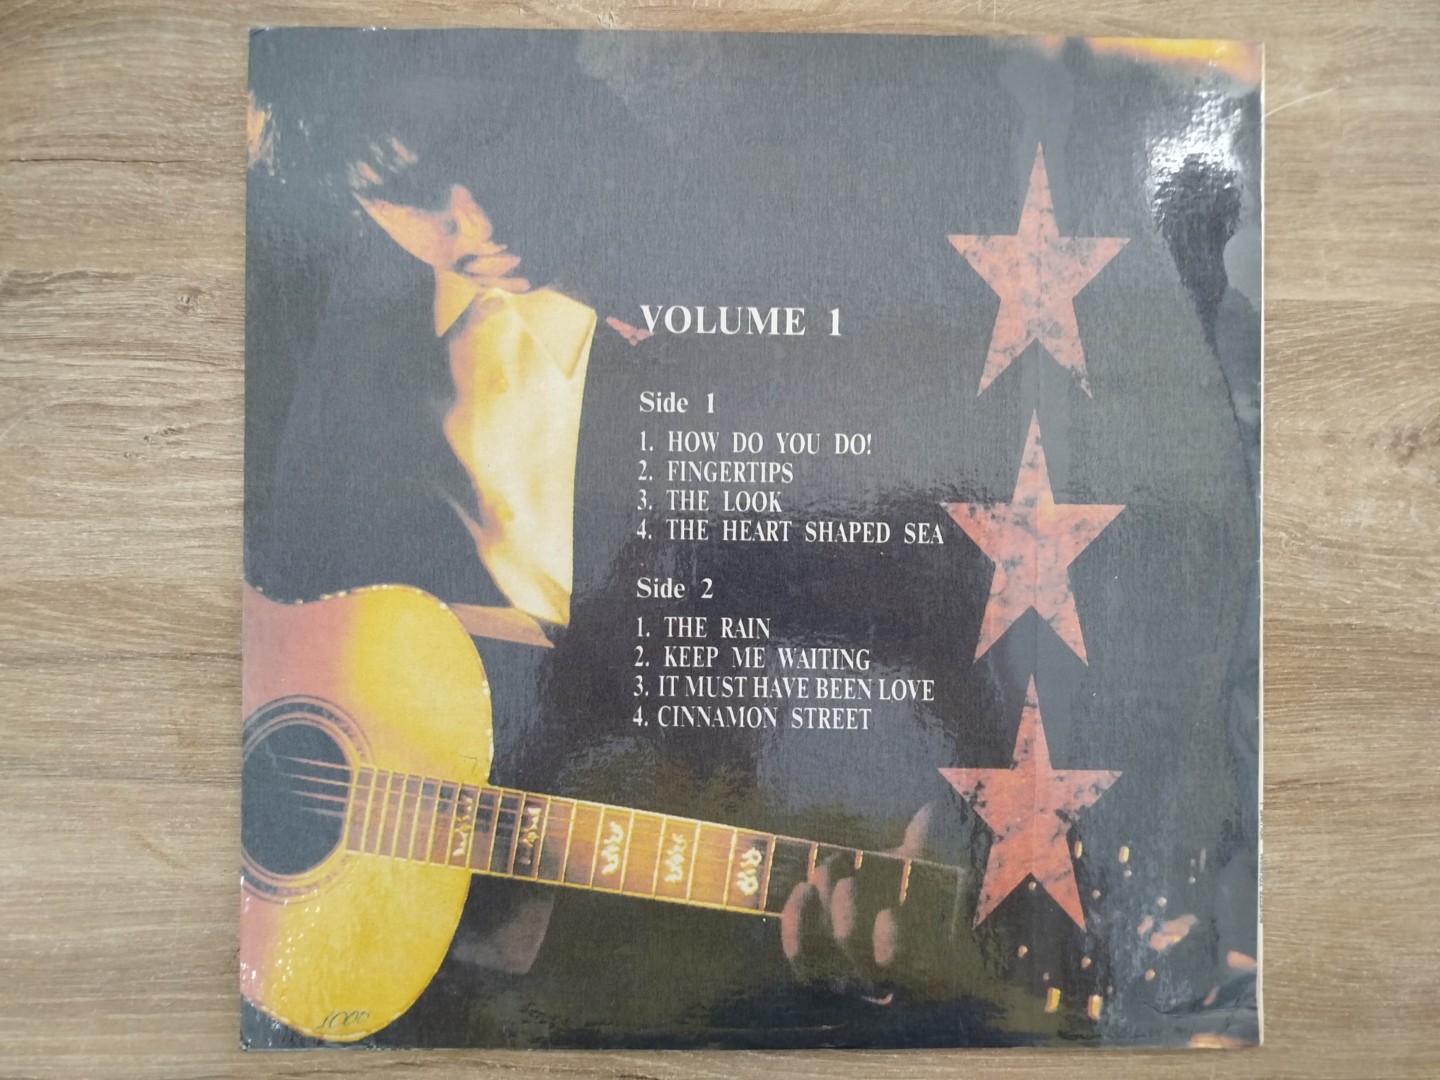 VOLUME 1
Side 1
1. HOW DO YOU DO!
2. FINGERTIPS
3. THE LOOK
4. THE HEART SHAPED SEA
Side 2
1. THE RAIN
2. KEEP ME WAITING
3. IT MUST HAVE BEEN LOVE
4. CINNAMON STREET
1000